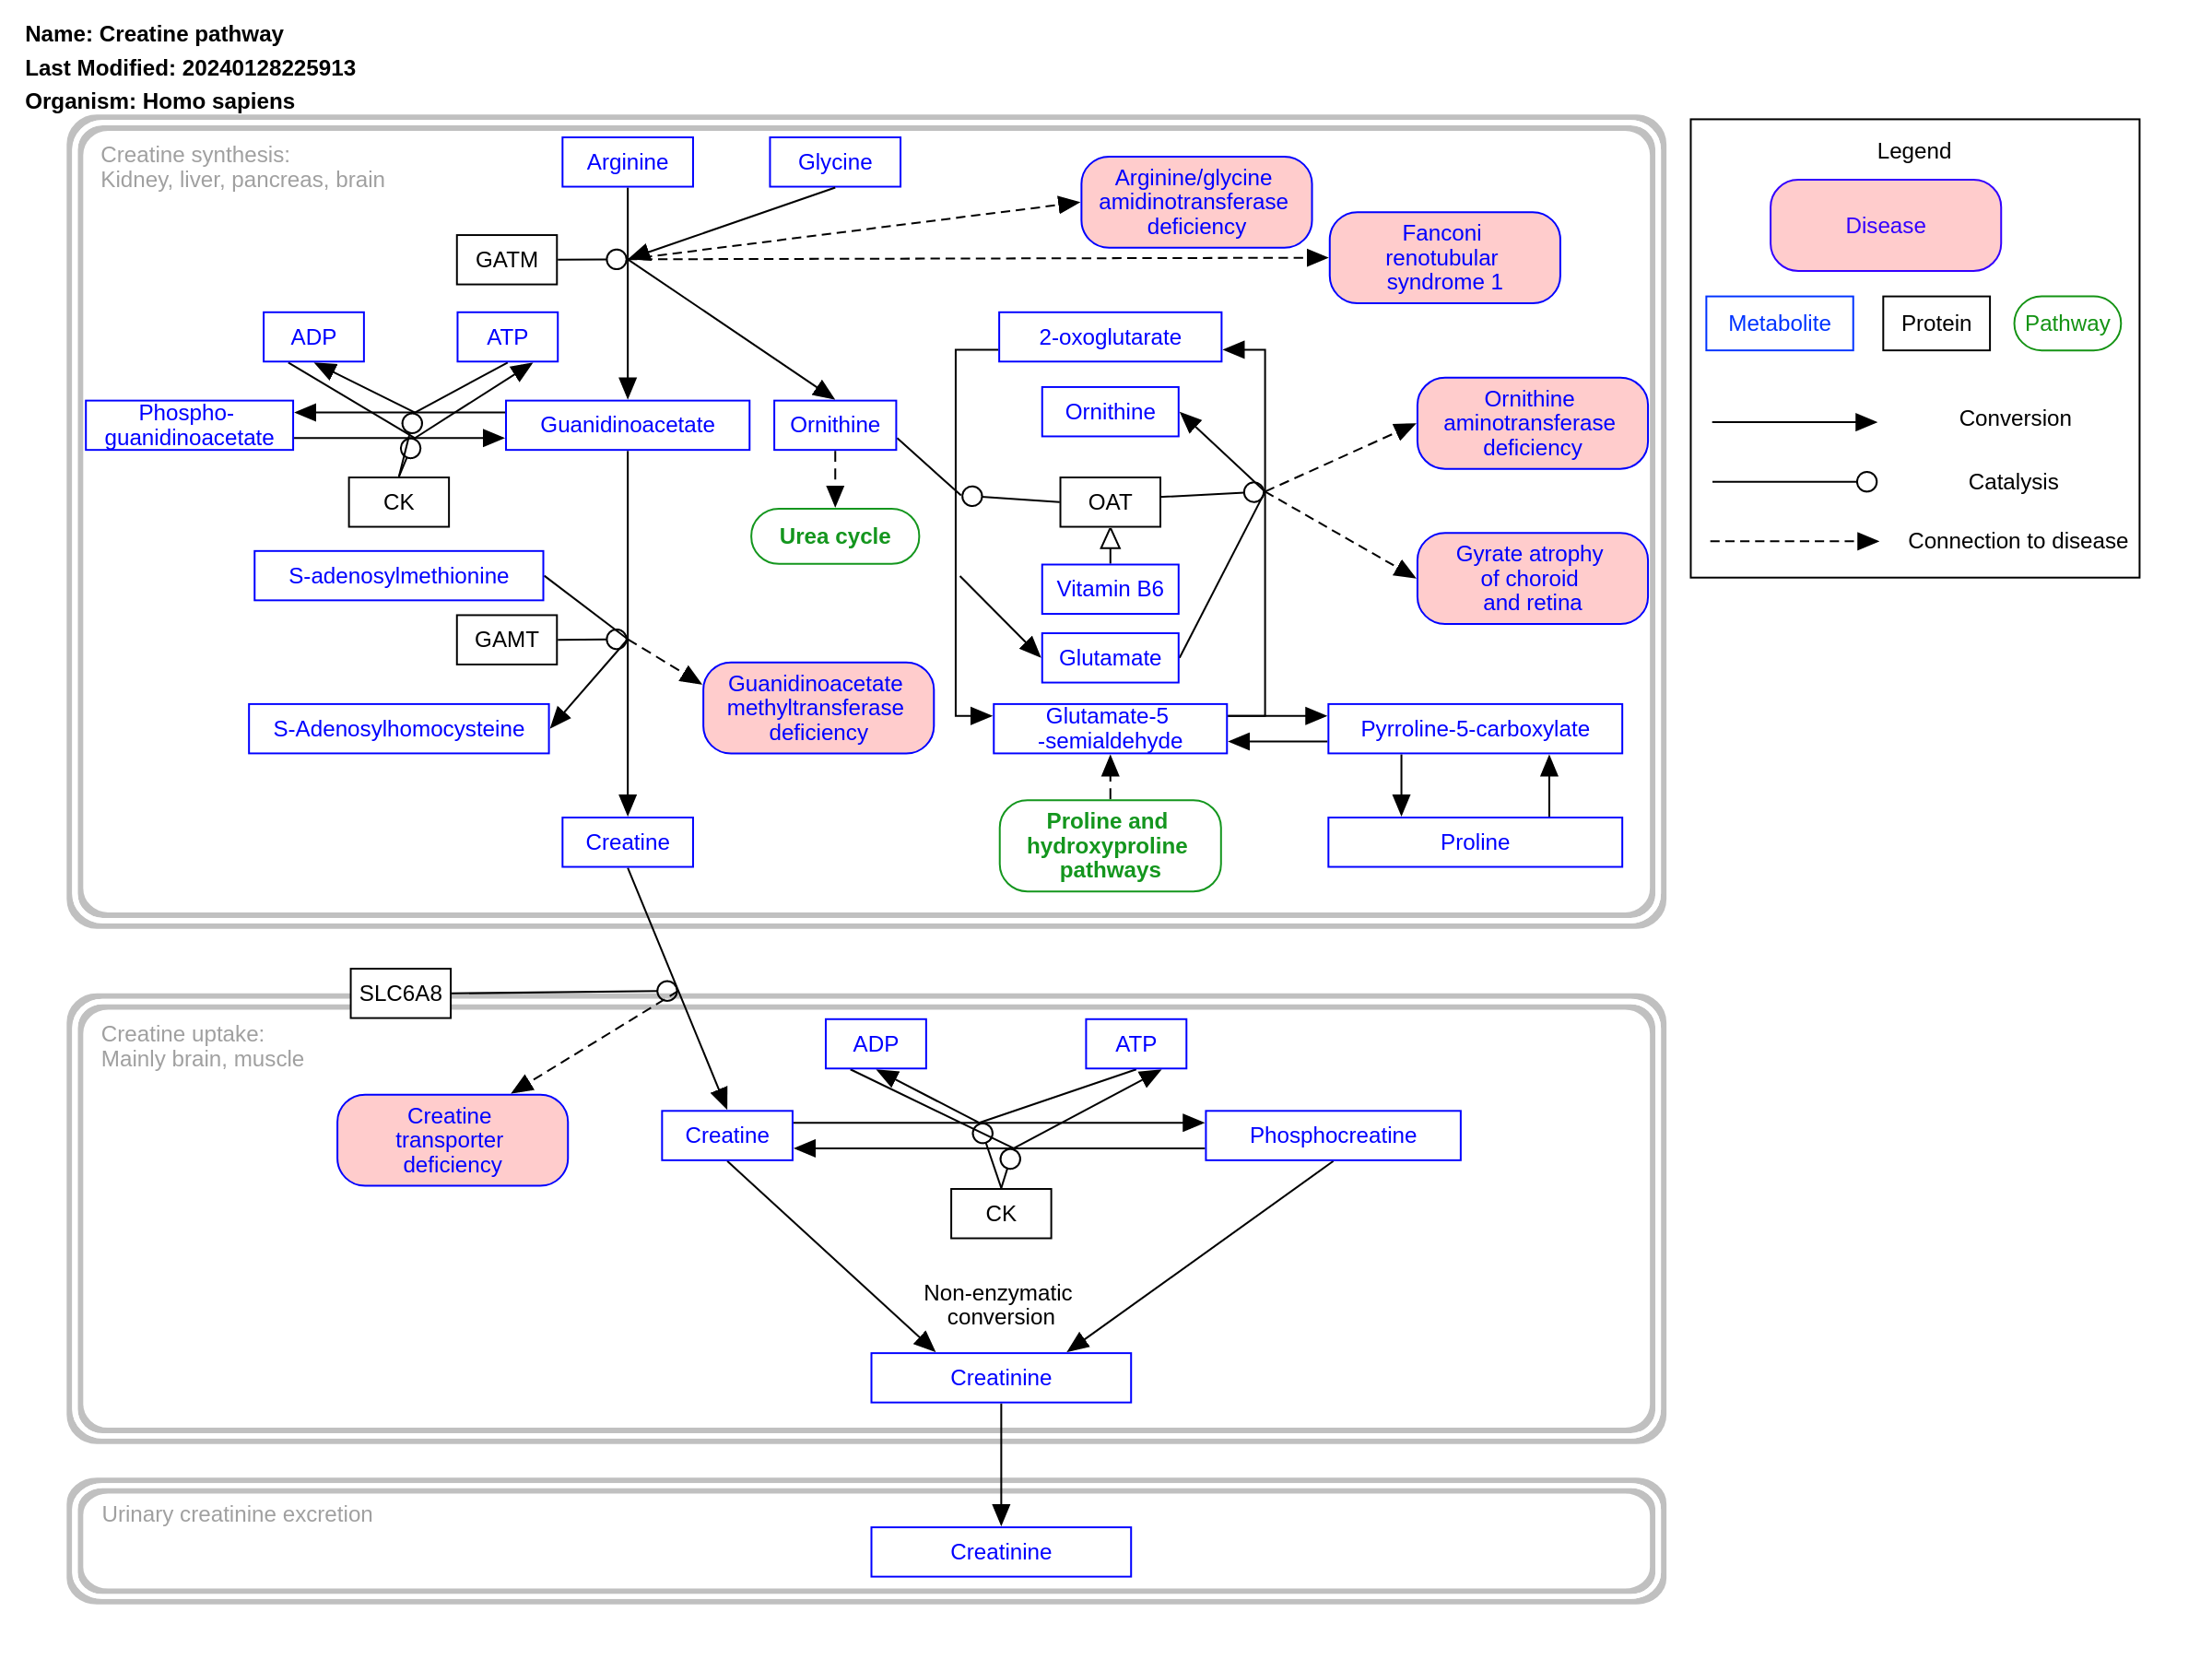 Name: Creatine pathway
Last Modified: 20240128225913
Organism: Homo sapiens
Creatine synthesis:
Kidney, liver, pancreas, brain
Arginine
Glycine
Arginine/glycine
amidinotransferase
deficiency
Fanconi
renotubular
syndrome 1
GATM
ADP
ATP
2-oxoglutarate
Phospho-
guanidinoacetate
Guanidinoacetate
Ornithine
Ornithine
Ornithine
aminotransferase
deficiency
CK
OAT
Urea cycle
Gyrate atrophy
of choroid
and retina
S-adenosylmethionine
Vitamin B6
GAMT
Glutamate
Guanidinoacetate
methyltransferase
deficiency
S-Adenosylhomocysteine
Glutamate-5
-semialdehyde
Pyrroline-5-carboxylate
Creatine
Proline and
hydroxyproline
pathways
Proline
SLC6A8
Creatine uptake:
Mainly brain, muscle
ADP
ATP
Creatine
transporter
deficiency
Creatine
Phosphocreatine
CK
Non-enzymatic
conversion
Creatinine
Urinary creatinine excretion
Creatinine
Legend
Disease
Metabolite
Protein
Pathway
Conversion
Catalysis
Connection to disease